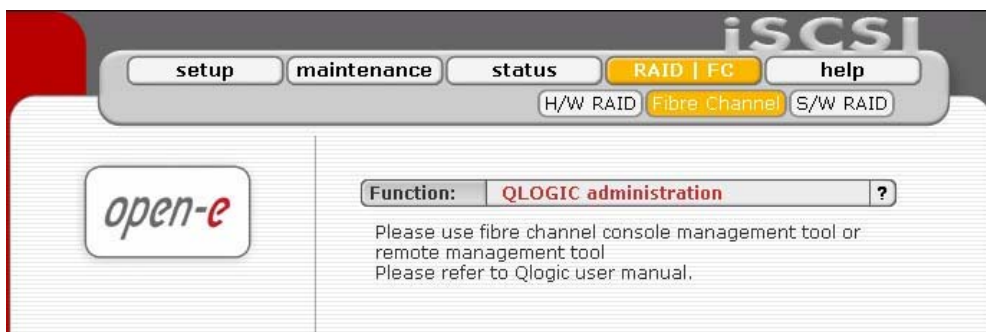 iSCSI
setup maintenance status RAID | FC help
H/W RAID Fibre Channel S/W RAID
open-e
Function: QLOGIC administration ?
Please use fibre channel console management tool or
remote management tool
Please refer to Qlogic user manual.